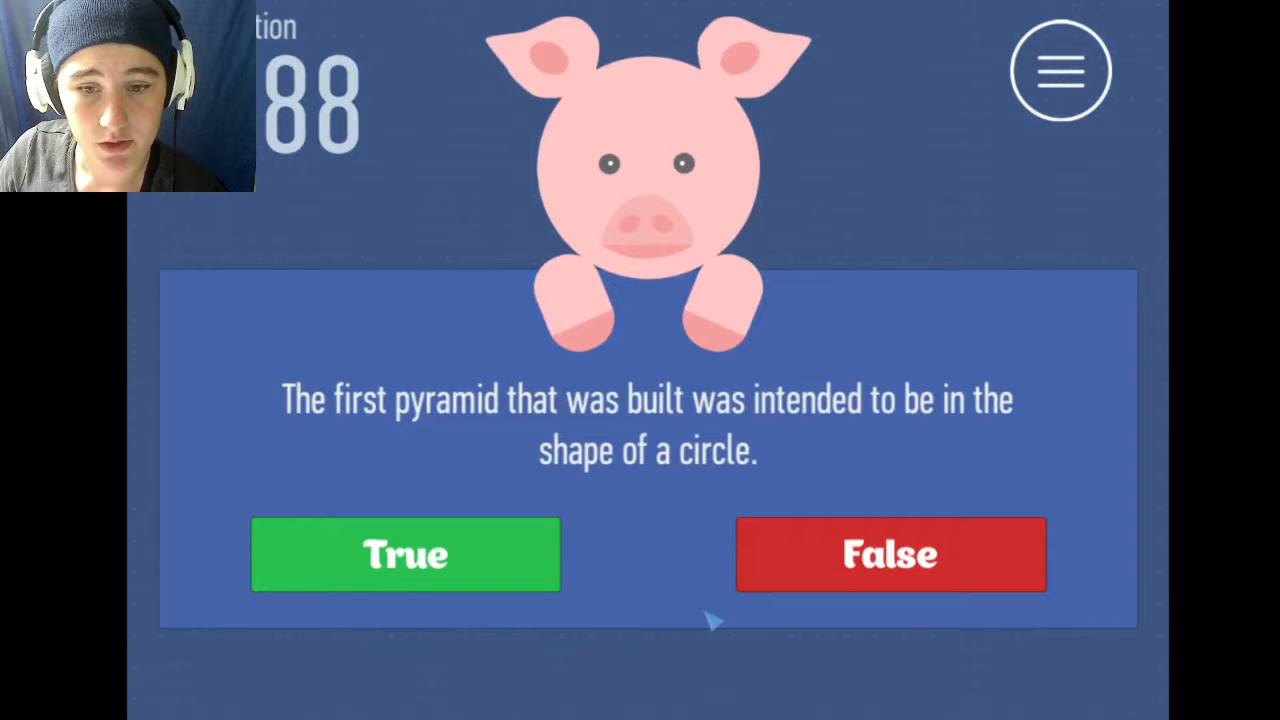 tion
88
The first pyramid that was built was intended to be in the
shape of a circle.
True
False